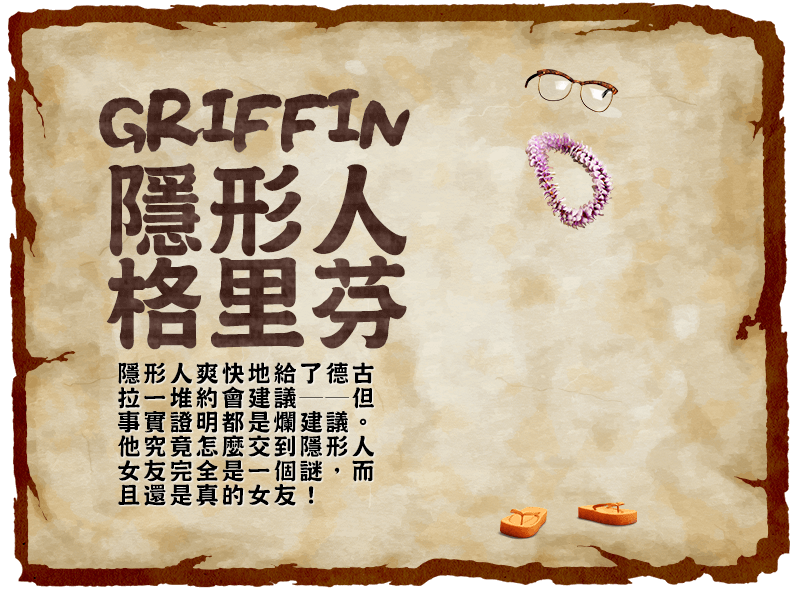 GRIFFIN
隱形人
格里芬
隱形人爽快地給了德古
拉一堆約會建議——但
事實證明都是爛建議。
他究竟怎麼交到隱形人
女友完全是一個謎，而
且還是真的女友！